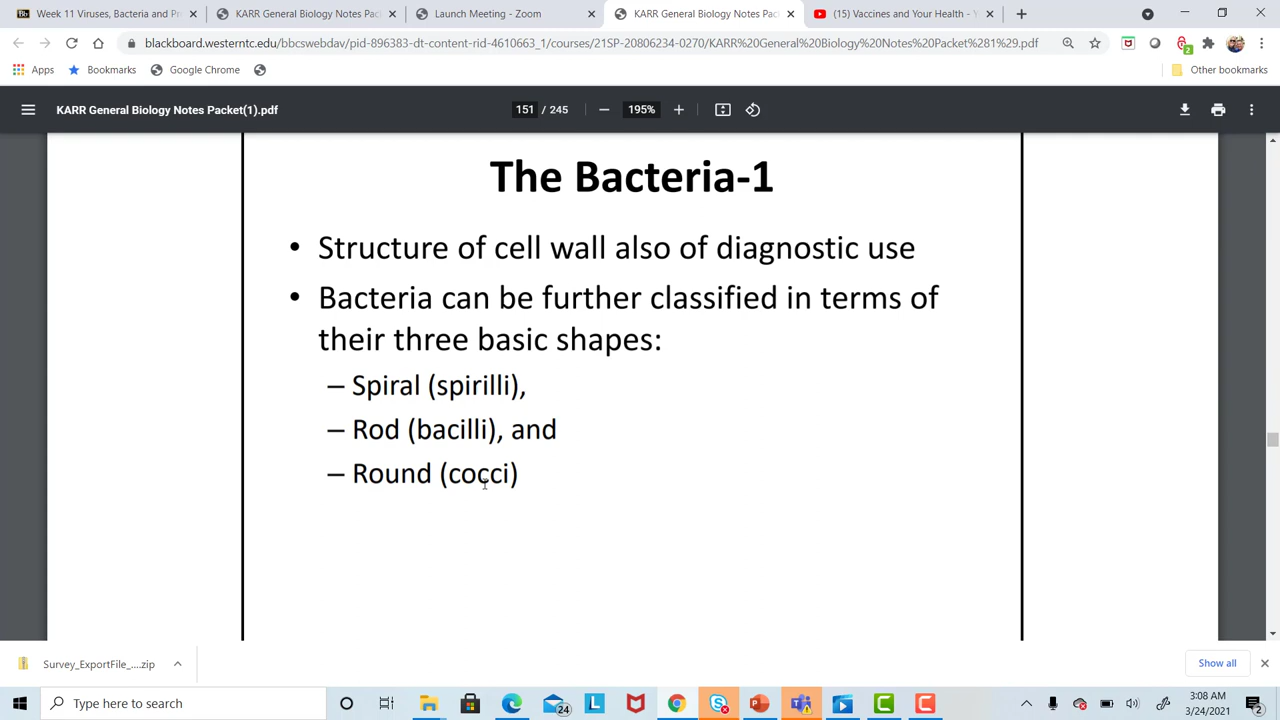 Week 11 Viruses, Bacteria and Pr
KARR General Biology Notes Pack
Launch Meeting - Zoom
KARR General Biology Notes Pac
(15) Vaccines and Your Health - Y
blackboard.westerntc.edu/bbcswebdav/pid-896383-dt-content-rid-4610663_1/courses/21SP-20806234-0270/KARR%20General%20Biology%20Notes%20Packet%281%29.pdf
2
Apps
Bookmarks
Google Chrome
Other bookmarks
KARR General Biology Notes Packet(1).pdf
151 / 245
195%
The Bacteria-1
• Structure of cell wall also of diagnostic use
• Bacteria can be further classified in terms of
their three basic shapes:
– Spiral (spirilli),
– Rod (bacilli), and
– Round (cocci)
Survey_ExportFile_....zip
Show all
Type here to search
24
3:08 AM
3/24/2021
2